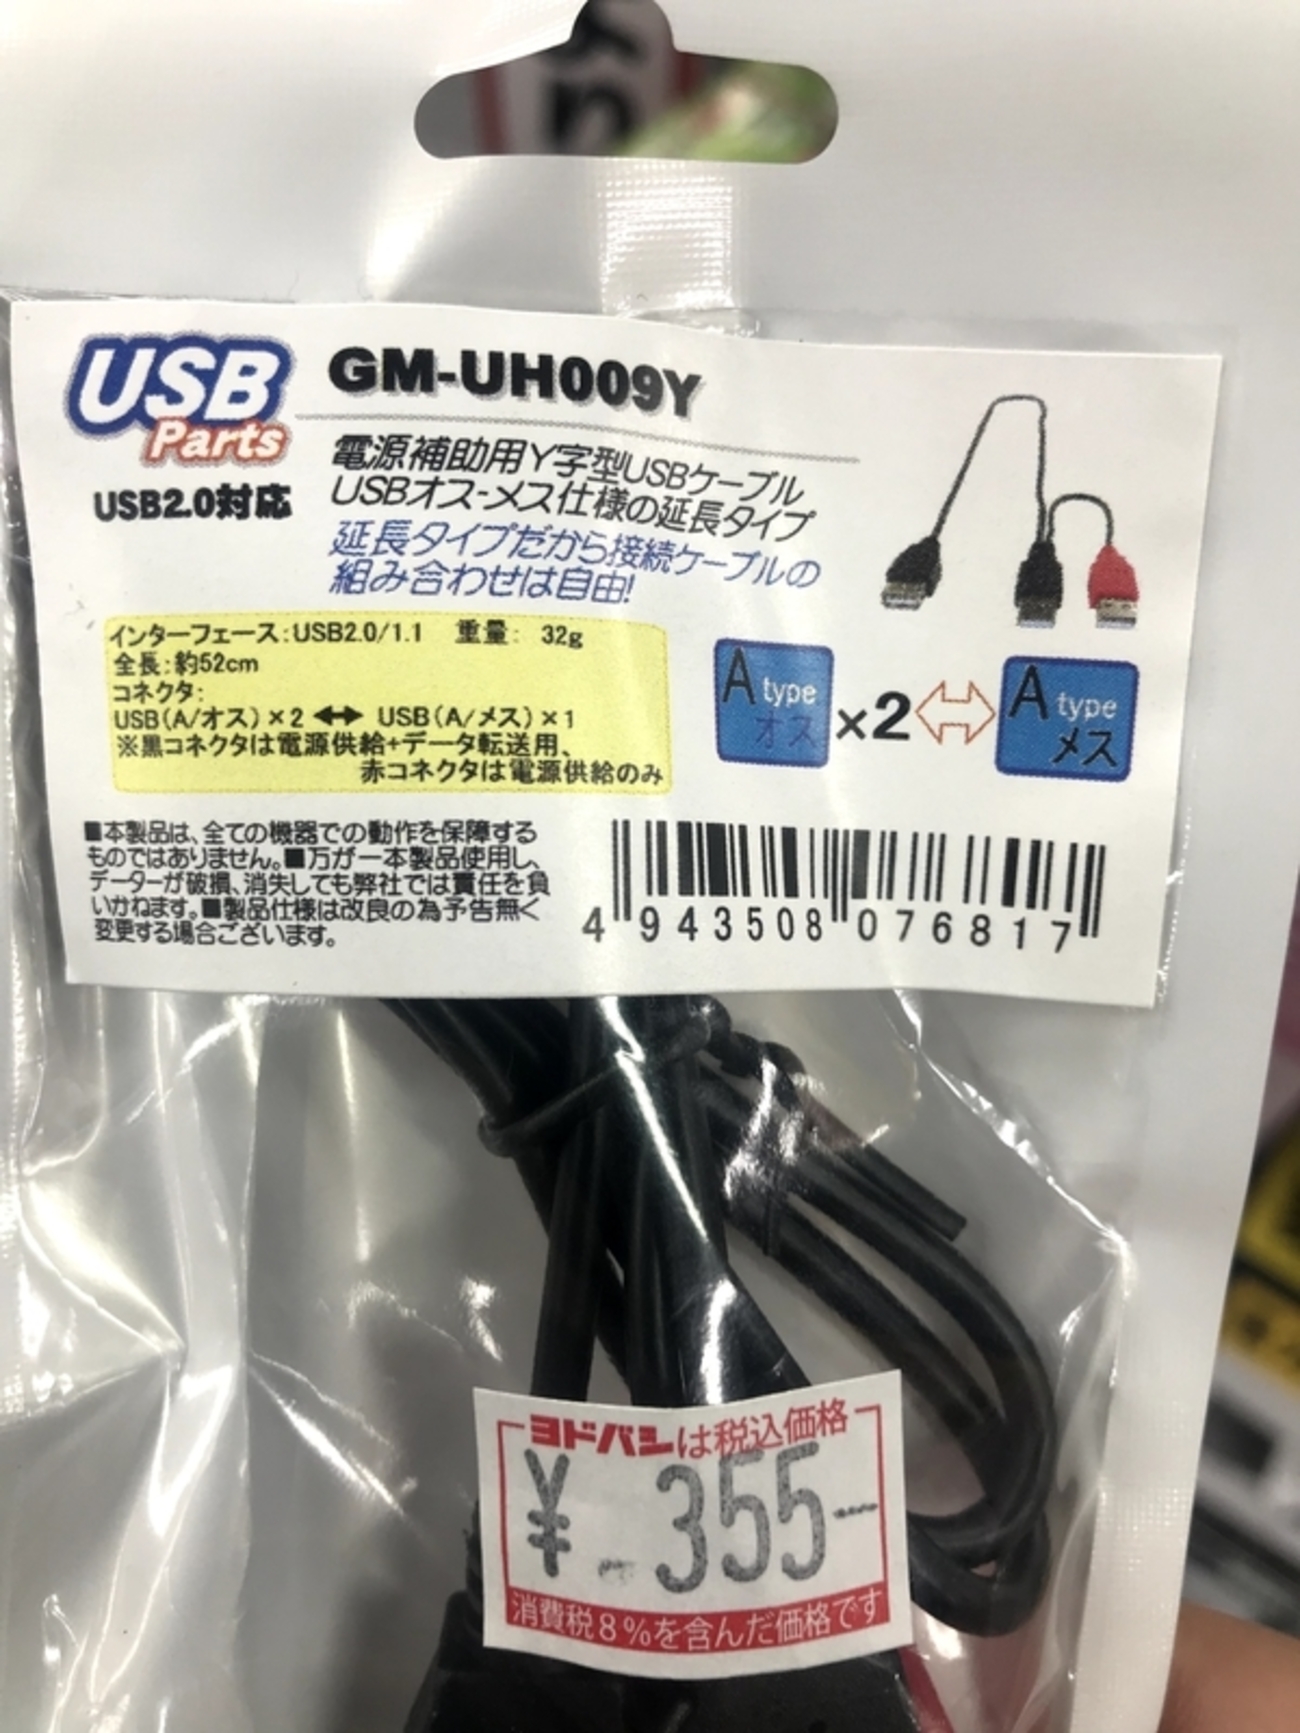 USB
Parts
USB2.0対応
GM-UH009Y
電源補助用Y字型USBケーブル
USBオス-メス仕様の延長タイプ
延長タイプだから接続ケーブルの
組み合わせは自由!
インターフェース:USB2.0/1.1 重量: 32g
全長:約52cm
コネクタ:
USB(A/オス)×2 ⟷ USB(A/メス)×1
※黒コネクタは電源供給+データ転送用、
赤コネクタは電源供給のみ
A type オス ×2 ⇔ A type メス
■本製品は、全ての機器での動作を保障する
ものではありません。■万が一本製品使用し、
データーが破損、消失しても弊社では責任を負
いかねます。■製品仕様は改良の為予告無く
変更する場合ございます。
4 943508 076817
ヨドバシは税込価格
¥ 355
消費税8%を含んだ価格です